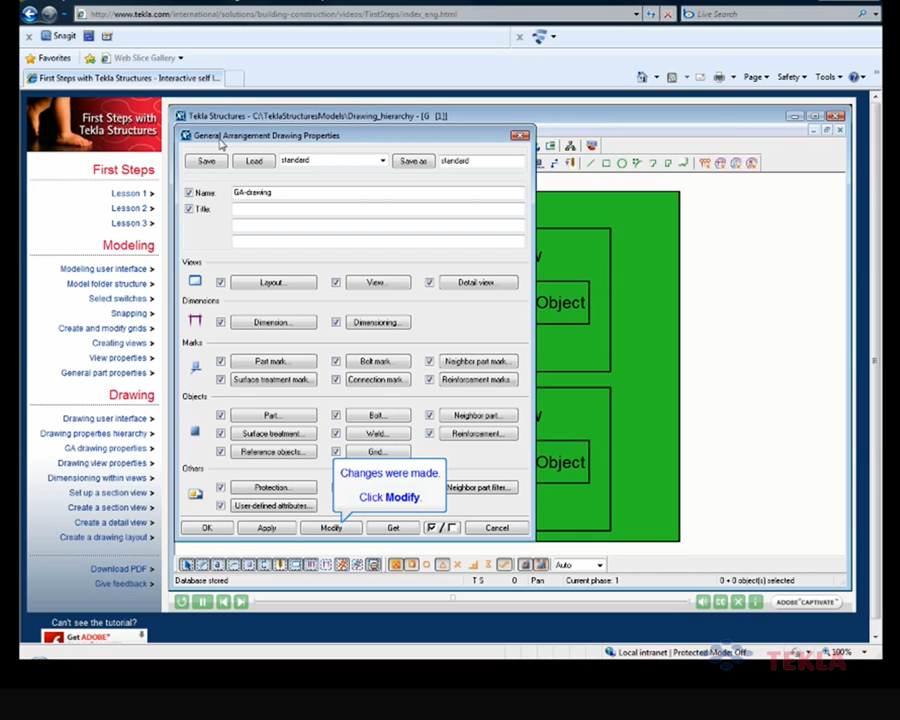 http://www.tekla.com/international/solutions/building-construction/videos/FirstSteps/index_eng.html
Live Search
Snagit
Favorites
Web Slice Gallery
First Steps with Tekla Structures - Interactive self l...
Page
Safety
Tools
First Steps with
Tekla Structures
First Steps
Lesson 1 >
Lesson 2 >
Lesson 3 >
Modeling
Modeling user interface >
Model folder structure >
Select switches >
Snapping >
Create and modify grids >
Creating views >
View properties >
General part properties >
Drawing
Drawing user interface >
Drawing properties hierarchy >
GA drawing properties >
Drawing view properties >
Dimensioning within views >
Set up a section view >
Create a section view >
Create a detail view >
Create a drawing layout >
Download PDF >
Give feedback >
Can't see the tutorial?
Get ADOBE
Tekla Structures - C:\TeklaStructuresModels\Drawing_hierarchy - [G [1]]
General Arrangement Drawing Properties
Save
Load
standard
Save as
standard
Name:
GA-drawing
Title:
Views
Layout...
View...
Detail view...
Dimensions
Dimension...
Dimensioning...
Marks
Part mark...
Bolt mark...
Neighbor part mark...
Surface treatment mark...
Connection mark...
Reinforcement marks...
Objects
Part...
Bolt...
Neighbor part...
Surface treatment...
Weld...
Reinforcement...
Reference objects...
Grid...
Others
Protection...
Neighbor part filter...
User-defined attributes...
Changes were made.
Click Modify.
OK
Apply
Modify
Get
Cancel
Object
Object
Auto
Database stored
T S
0
Pan
Current phase: 1
0 + 0 object(s) selected
CC
ADOBE CAPTIVATE
Local intranet | Protected Mode: Off
100%
TEKLA